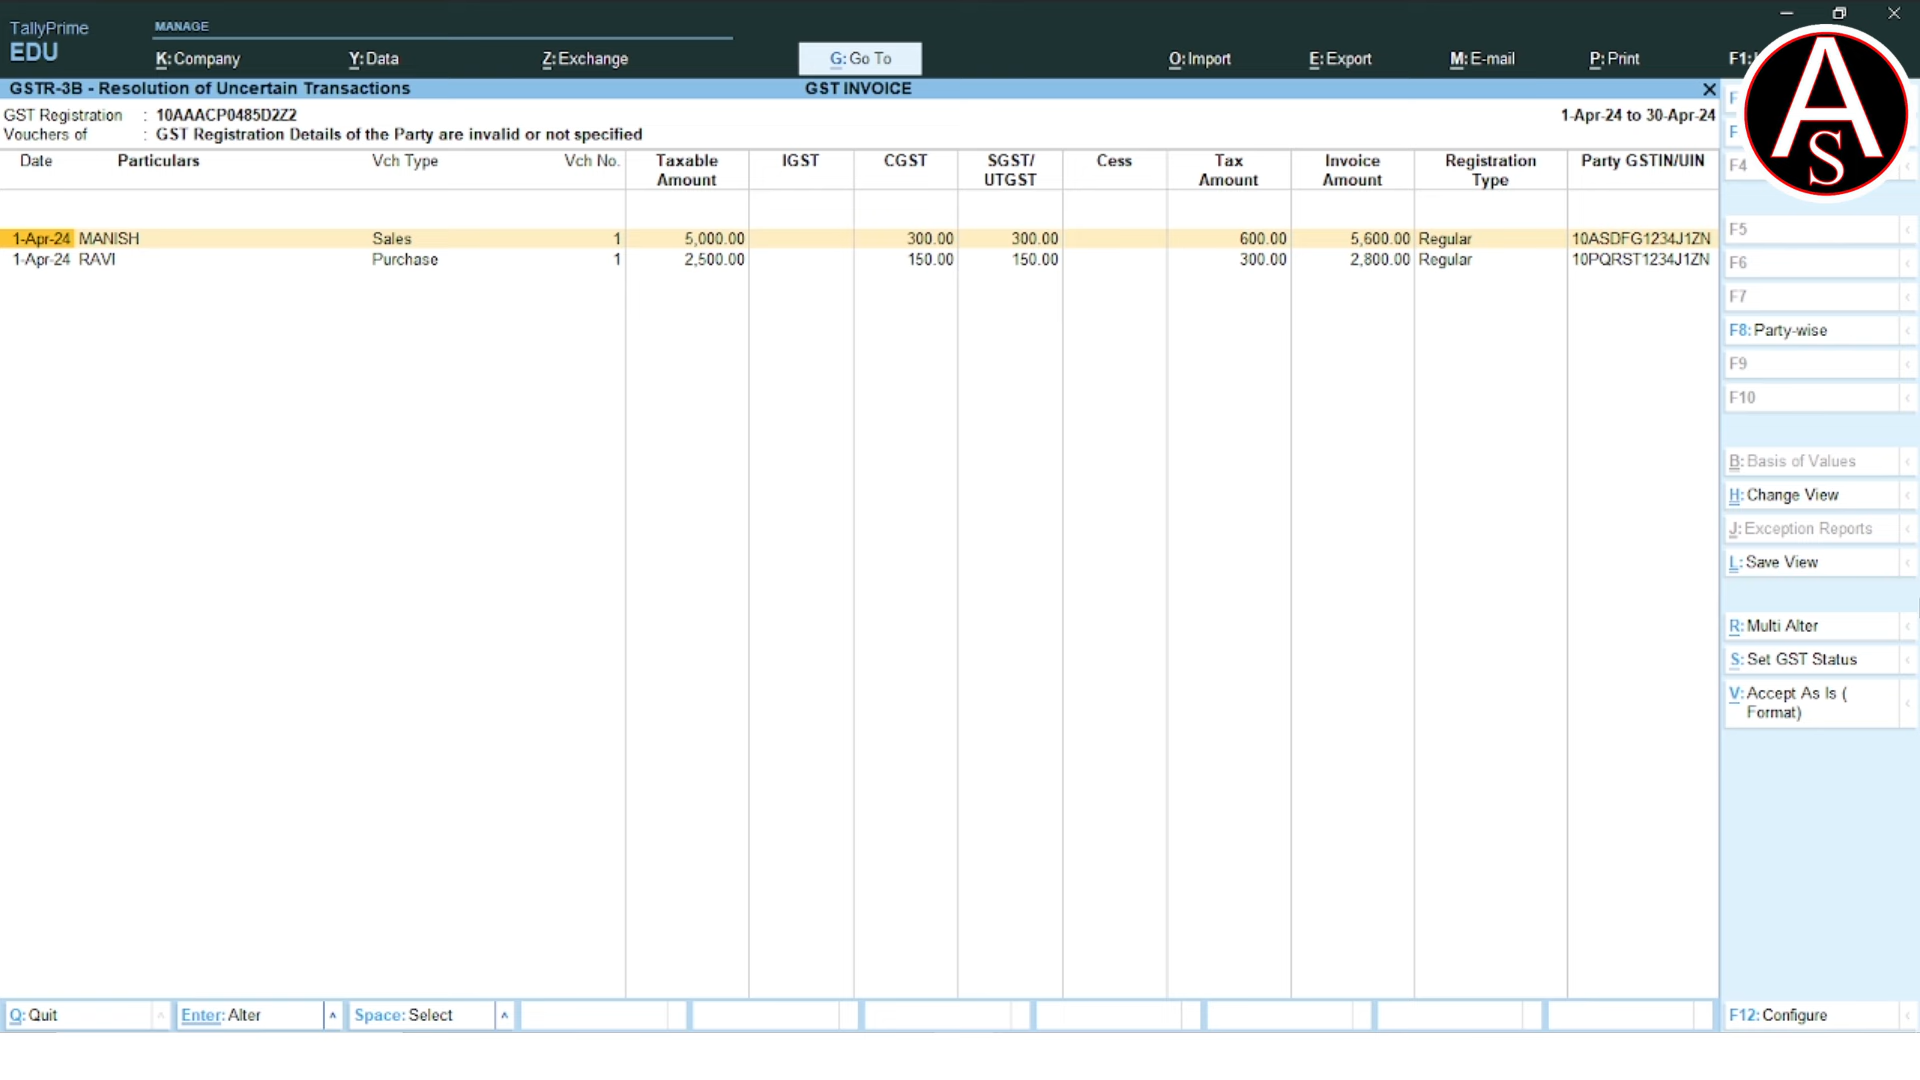 TallyPrime
EDU
MANAGE
K: Company
Y: Data
Z: Exchange
G: Go To
O: Import
E: Export
M: E-mail
P: Print
F1:
GSTR-3B - Resolution of Uncertain Transactions
GST INVOICE
GST Registration : 10AAACP0485D2Z2
1-Apr-24 to 30-Apr-24
Vouchers of : GST Registration Details of the Party are invalid or not specified
Date Particulars Vch Type Vch No. Taxable Amount IGST CGST SGST/ UTGST Cess Tax Amount Invoice Amount Registration Type Party GSTIN/UIN
1-Apr-24 MANISH Sales 1 5,000.00 300.00 300.00 600.00 5,600.00 Regular 10ASDFG1234J1ZN
1-Apr-24 RAVI Purchase 1 2,500.00 150.00 150.00 300.00 2,800.00 Regular 10PQRST1234J1ZN
A
S
F
F
F4
F5
F6
F7
F8: Party-wise
F9
F10
B: Basis of Values
H: Change View
J: Exception Reports
L: Save View
R: Multi Alter
S: Set GST Status
V: Accept As Is (
Format)
Q: Quit
Enter: Alter
Space: Select
F12: Configure